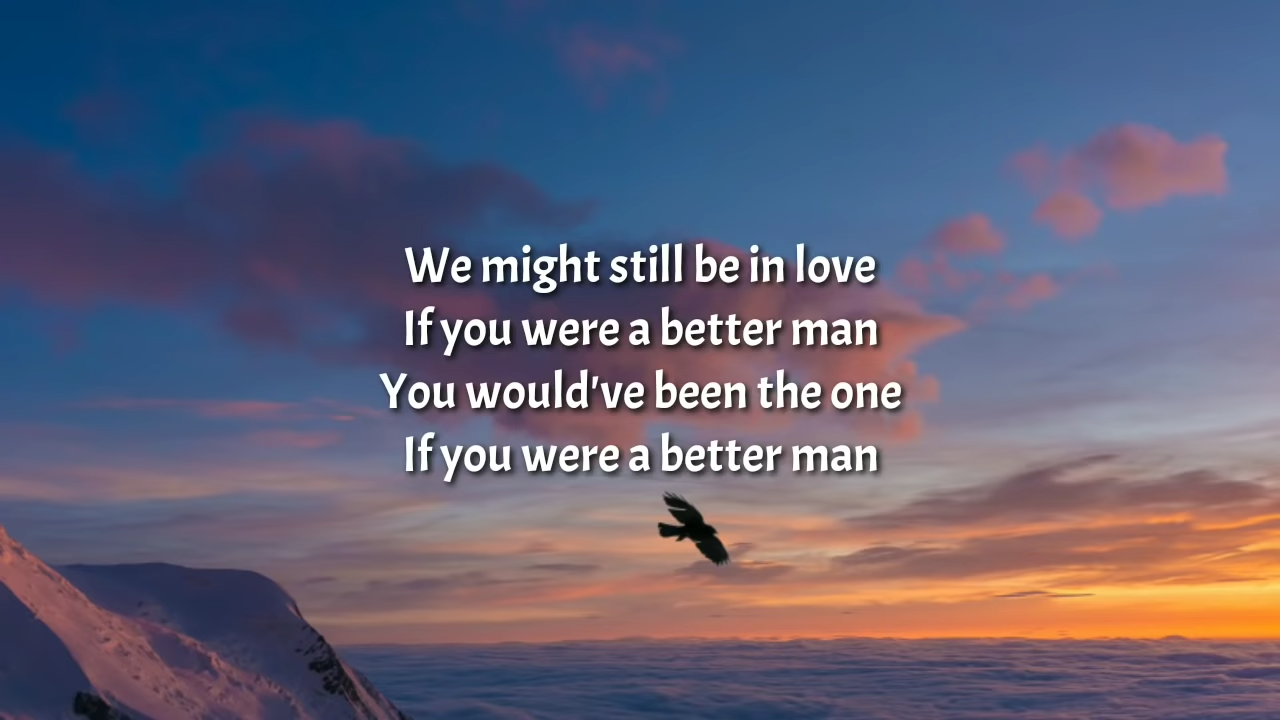 We might still be in love
If you were a better man
You would've been the one
If you were a better man